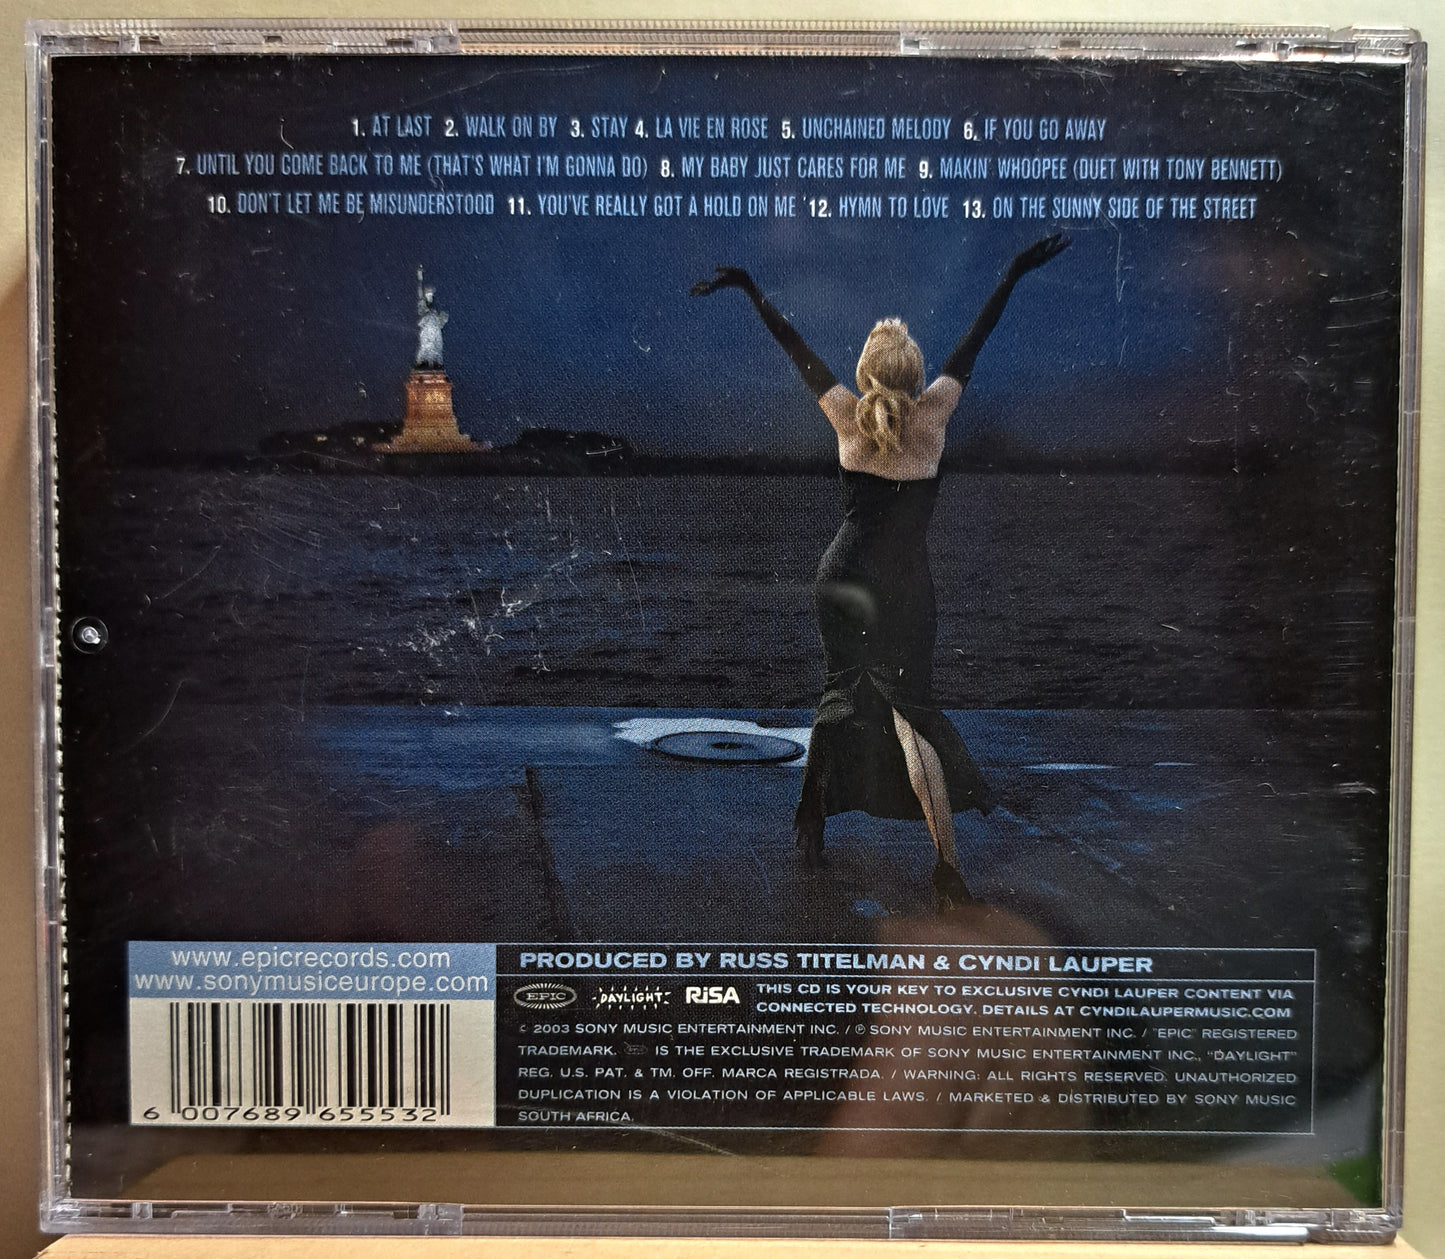 1. AT LAST 2. WALK ON BY 3. STAY 4. LA VIE EN ROSE 5. UNCHAINED MELODY 6. IF YOU GO AWAY
7. UNTIL YOU COME BACK TO ME (THAT'S WHAT I'M GONNA DO) 8. MY BABY JUST CARES FOR ME 9. MAKIN' WHOOPEE (DUET WITH TONY BENNETT)
10. DON'T LET ME BE MISUNDERSTOOD 11. YOU'VE REALLY GOT A HOLD ON ME 12. HYMN TO LOVE 13. ON THE SUNNY SIDE OF THE STREET
www.epicrecords.com
www.sonymusiceurope.com
6 007689 655532
PRODUCED BY RUSS TITELMAN & CYNDI LAUPER
EPIC DAYLIGHT RiSA
THIS CD IS YOUR KEY TO EXCLUSIVE CYNDI LAUPER CONTENT VIA
CONNECTED TECHNOLOGY. DETAILS AT CYNDILAUPERMUSIC.COM
© 2003 SONY MUSIC ENTERTAINMENT INC. / ℗ SONY MUSIC ENTERTAINMENT INC. / "EPIC" REGISTERED
TRADEMARK. EPIC IS THE EXCLUSIVE TRADEMARK OF SONY MUSIC ENTERTAINMENT INC., "DAYLIGHT"
REG. U.S. PAT. & TM. OFF. MARCA REGISTRADA. / WARNING: ALL RIGHTS RESERVED. UNAUTHORIZED
DUPLICATION IS A VIOLATION OF APPLICABLE LAWS. / MARKETED & DISTRIBUTED BY SONY MUSIC
SOUTH AFRICA.